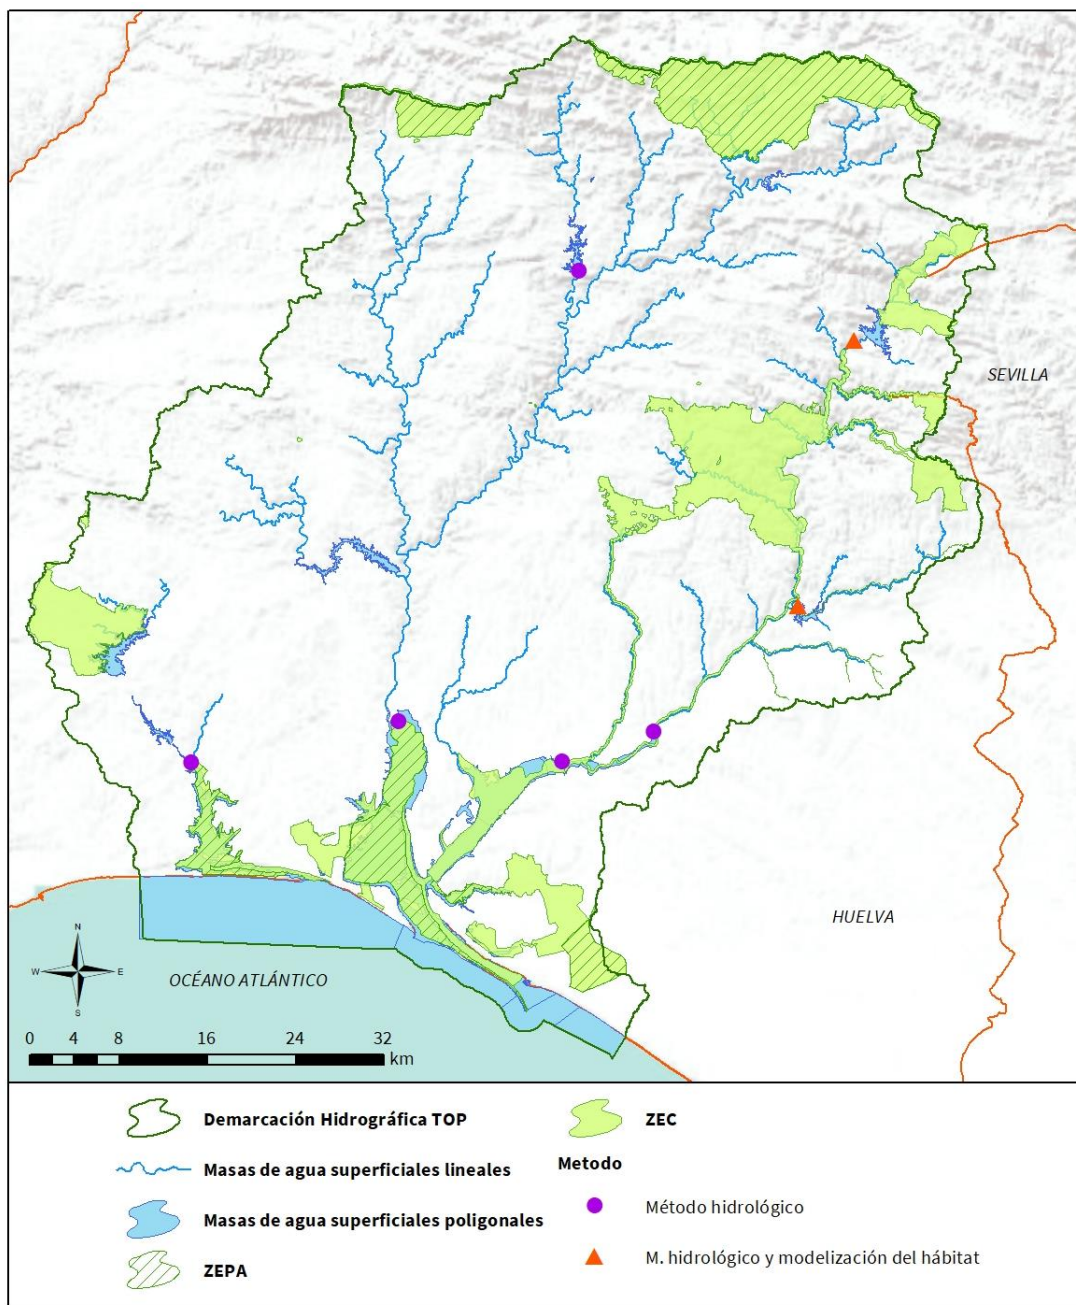 SEVILLA
HUELVA
N
W
E
S
OCÉANO ATLÁNTICO
0 4 8 16 24 32
km
Demarcación Hidrográfica TOP
ZEC
Masas de agua superficiales lineales
Metodo
Masas de agua superficiales poligonales
Método hidrológico
ZEPA
M. hidrológico y modelización del hábitat